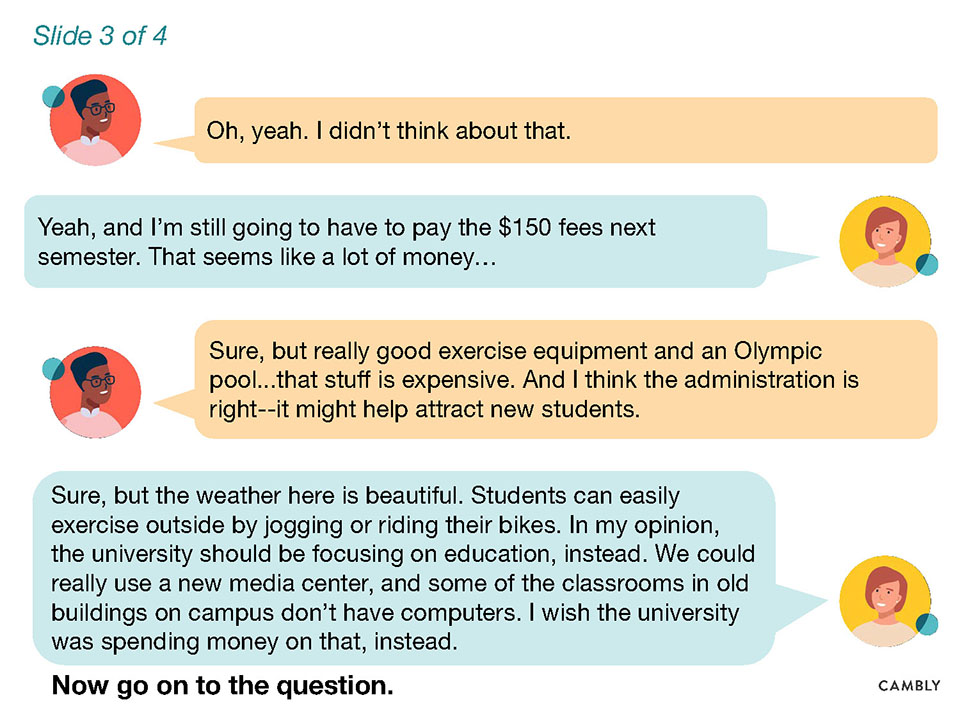 Slide 3 of 4
Oh, yeah. I didn't think about that.
Yeah, and I'm still going to have to pay the $150 fees next
semester. That seems like a lot of money…
Sure, but really good exercise equipment and an Olympic
pool...that stuff is expensive. And I think the administration is
right--it might help attract new students.
Sure, but the weather here is beautiful. Students can easily
exercise outside by jogging or riding their bikes. In my opinion,
the university should be focusing on education, instead. We could
really use a new media center, and some of the classrooms in old
buildings on campus don't have computers. I wish the university
was spending money on that, instead.
Now go on to the question.
CAMBLY